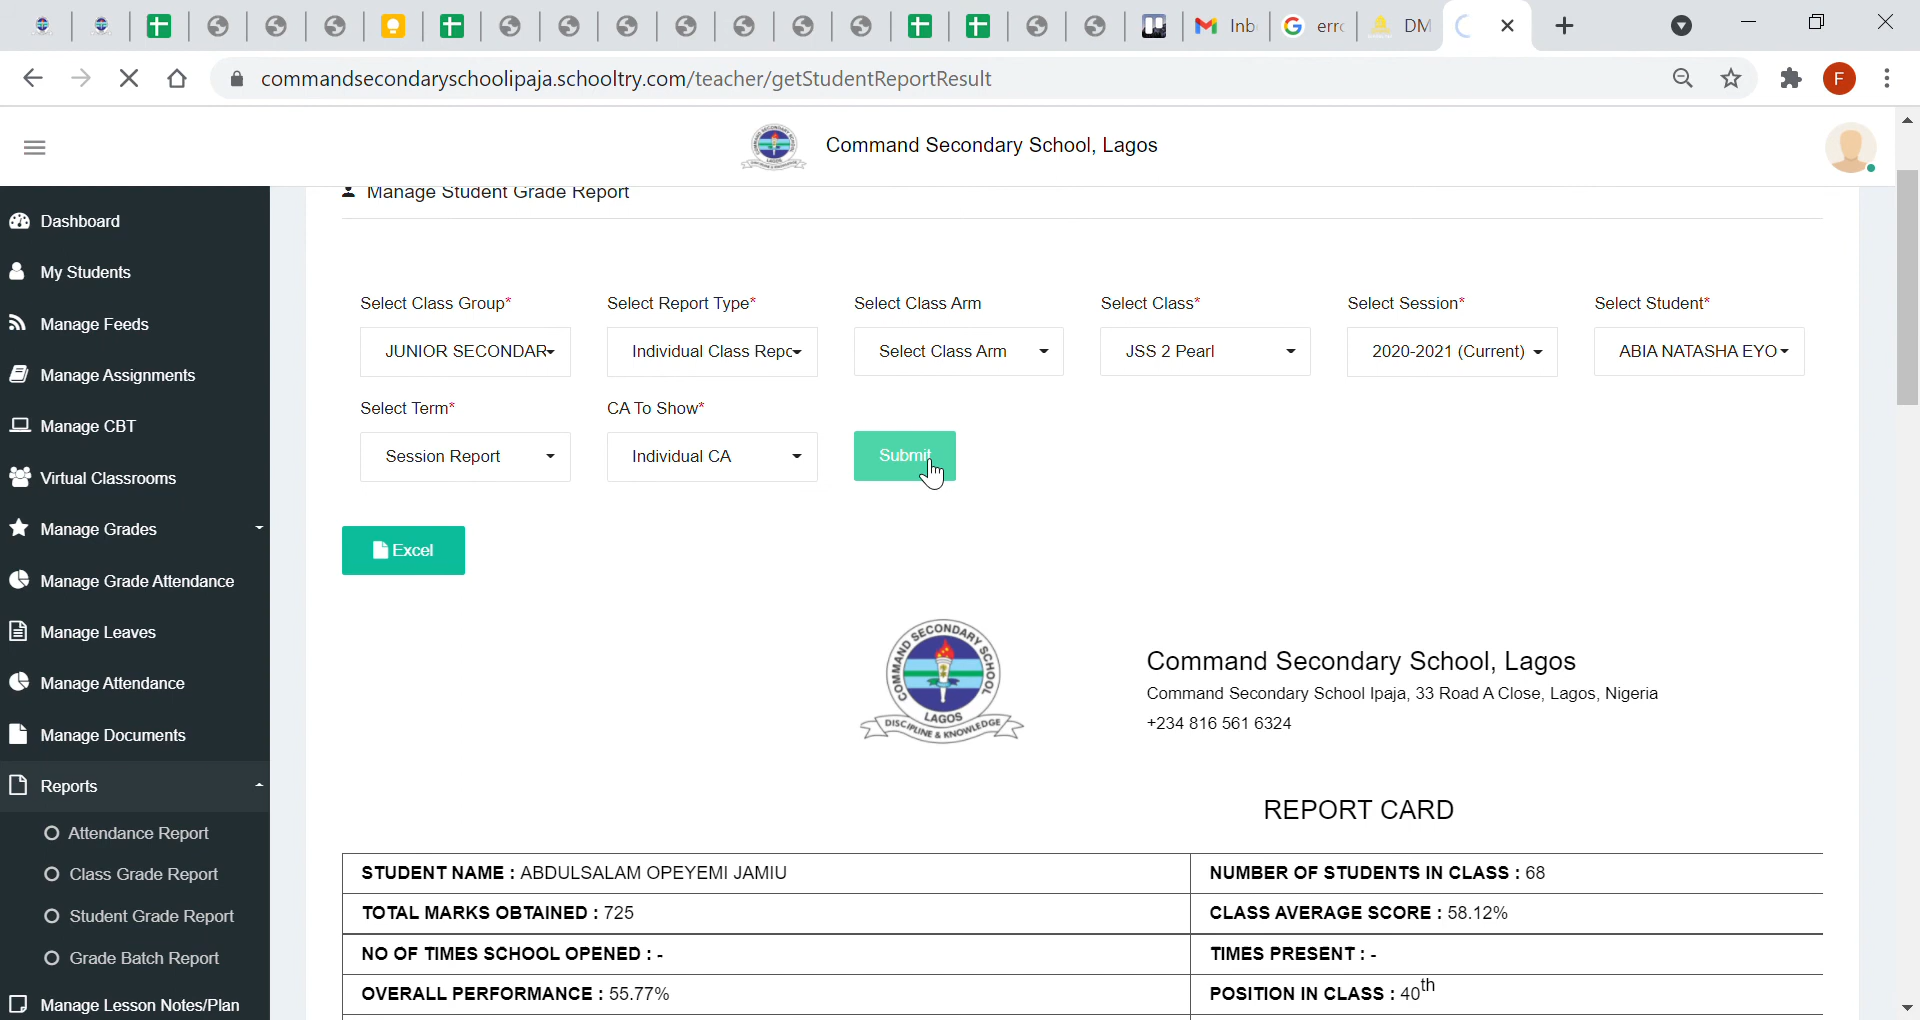 Inb
erro
DM
commandsecondaryschoolipaja.schooltry.com/teacher/getStudentReportResult
F
Command Secondary School, Lagos
Manage Student Grade Report
Dashboard
My Students
Manage Feeds
Manage Assignments
Manage CBT
Virtual Classrooms
Manage Grades
Manage Grade Attendance
Manage Leaves
Manage Attendance
Manage Documents
Reports
Attendance Report
Class Grade Report
Student Grade Report
Grade Batch Report
Manage Lesson Notes/Plan
Select Class Group*
Select Report Type*
Select Class Arm
Select Class*
Select Session*
Select Student*
JUNIOR SECONDAR
Individual Class Repo
Select Class Arm
JSS 2 Pearl
2020-2021 (Current)
ABIA NATASHA EYO
Select Term*
CA To Show*
Session Report
Individual CA
Submit
Excel
COMMAND SECONDARY SCHOOL
LAGOS
DISCIPLINE & KNOWLEDGE
Command Secondary School, Lagos
Command Secondary School Ipaja, 33 Road A Close, Lagos, Nigeria
+234 816 561 6324
REPORT CARD
STUDENT NAME : ABDULSALAM OPEYEMI JAMIU
NUMBER OF STUDENTS IN CLASS : 68
TOTAL MARKS OBTAINED : 725
CLASS AVERAGE SCORE : 58.12%
NO OF TIMES SCHOOL OPENED : -
TIMES PRESENT : -
OVERALL PERFORMANCE : 55.77%
POSITION IN CLASS : 40th